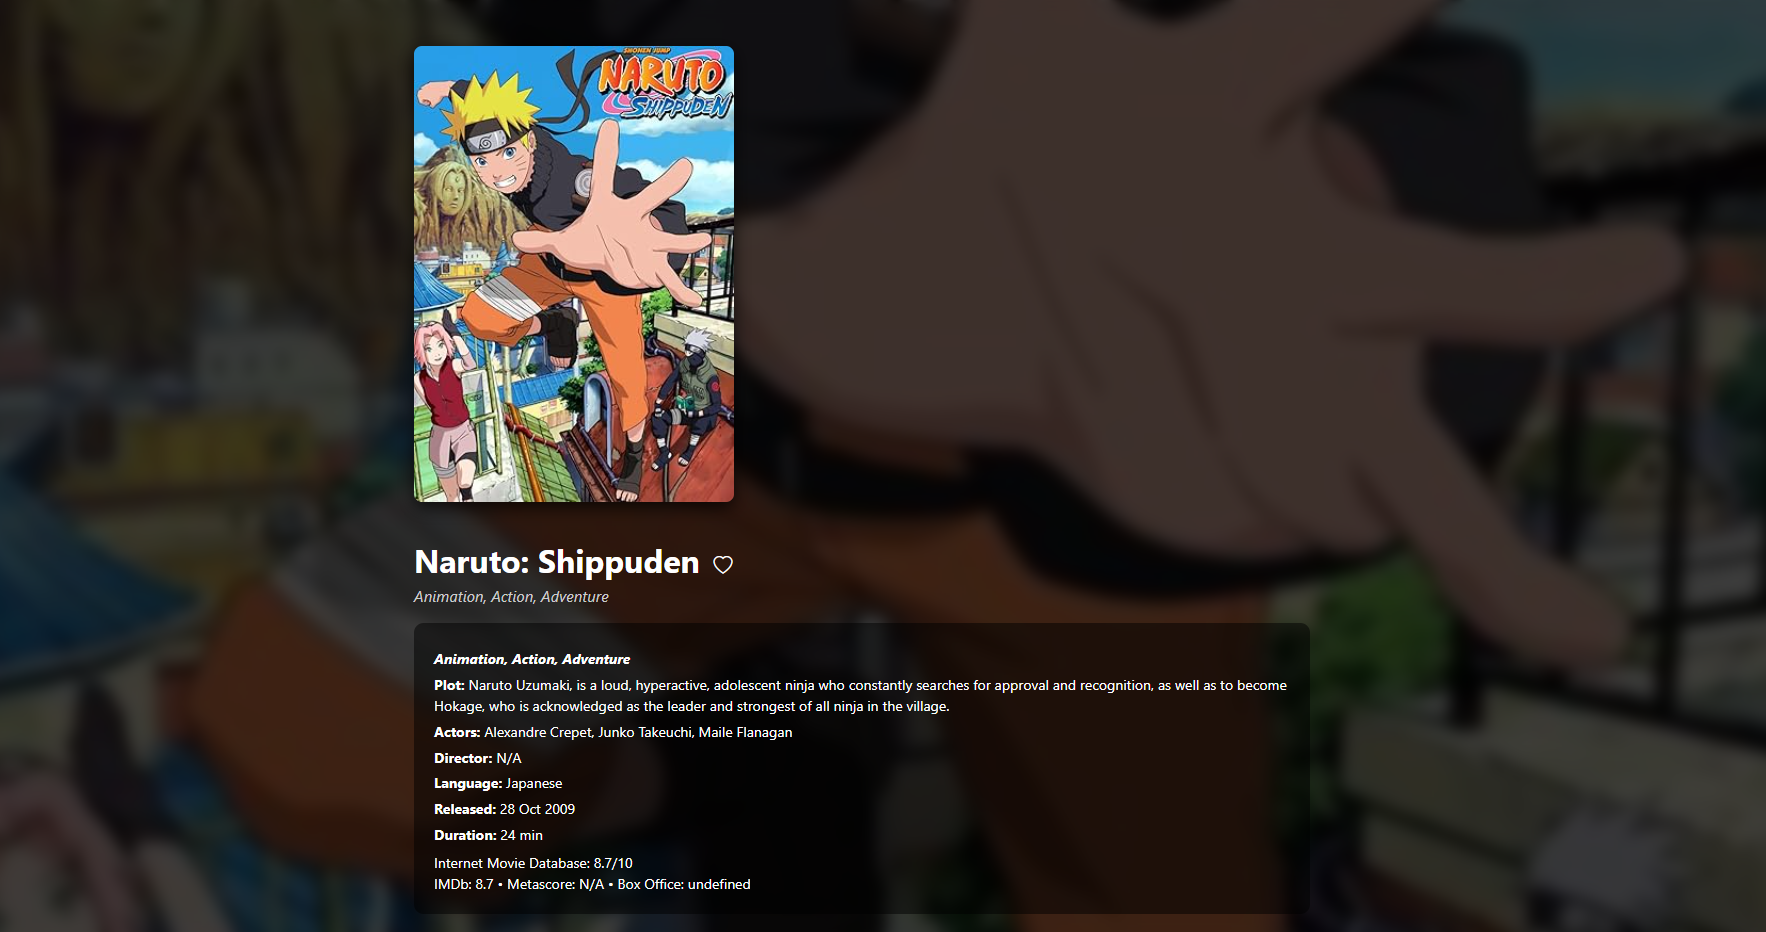 SHONEN JUMP
NARUTO
SHIPPUDEN
Naruto: Shippuden
Animation, Action, Adventure
Animation, Action, Adventure
Plot: Naruto Uzumaki, is a loud, hyperactive, adolescent ninja who constantly searches for approval and recognition, as well as to become
Hokage, who is acknowledged as the leader and strongest of all ninja in the village.
Actors: Alexandre Crepet, Junko Takeuchi, Maile Flanagan
Director: N/A
Language: Japanese
Released: 28 Oct 2009
Duration: 24 min
Internet Movie Database: 8.7/10
IMDb: 8.7 • Metascore: N/A • Box Office: undefined